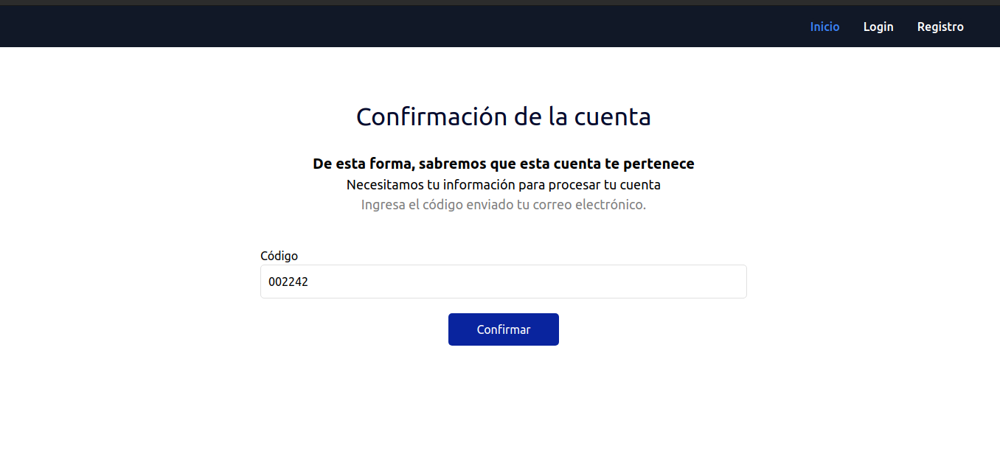 Inicio Login Registro
Confirmación de la cuenta
De esta forma, sabremos que esta cuenta te pertenece
Necesitamos tu información para procesar tu cuenta
Ingresa el código enviado tu correo electrónico.
Código
002242
Confirmar